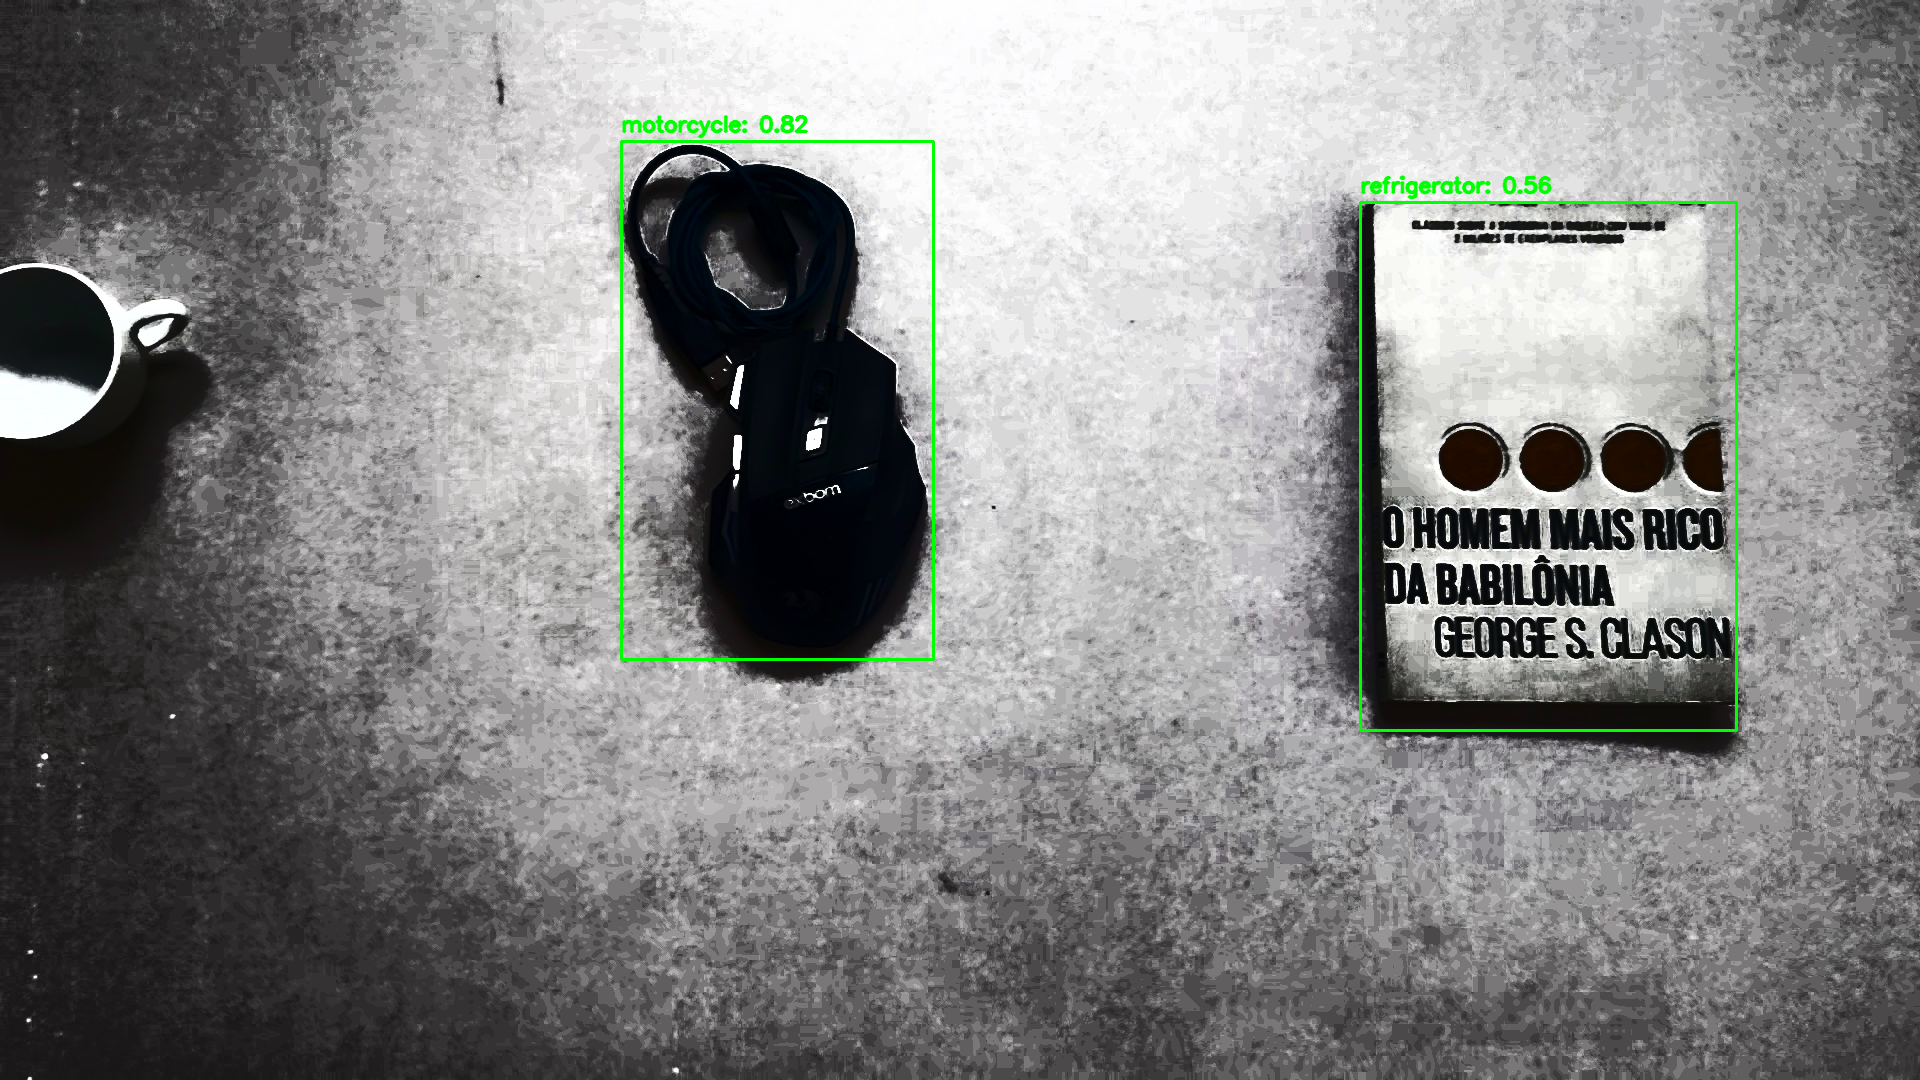 motorcycle: 0.82
refrigerator: 0.56
exbom
O HOMEM MAIS RICO
DA BABILÔNIA
GEORGE S. CLASON